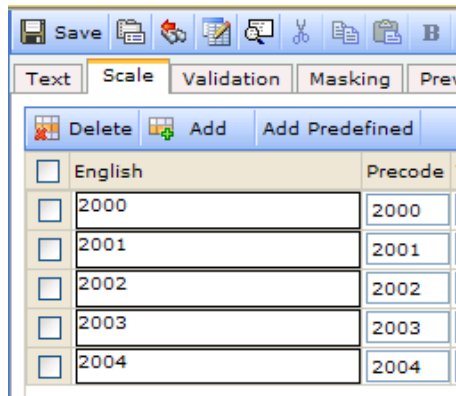 Save B
Text Scale Validation Masking
Delete Add Add Predefined
English Precode
2000 2000
2001 2001
2002 2002
2003 2003
2004 2004